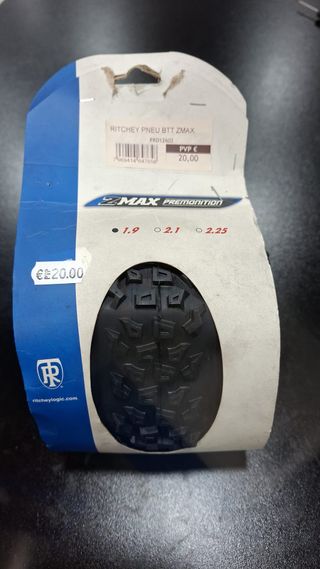 RITCHEY PNEU BTT ZMAX
PVP €
20,00
ZMAX PREMONITION
1.9 2.1 2.25
€20.00
ritcheylogic.com